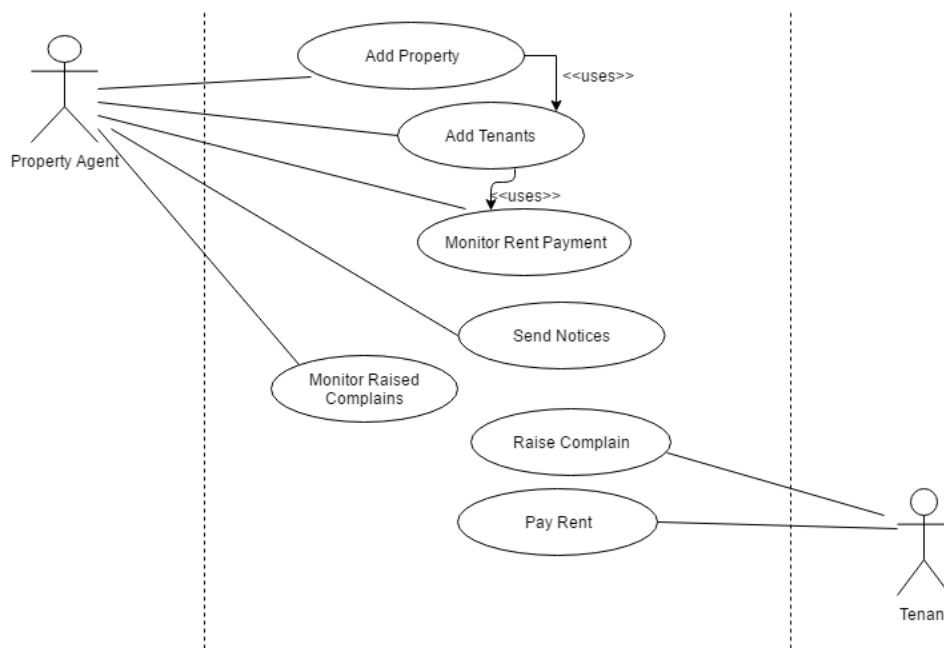 Add Property
<<uses>>
Property Agent
Add Tenants
<<uses>>
Monitor Rent Payment
Send Notices
Monitor Raised
Complains
Raise Complain
Pay Rent
Tenan